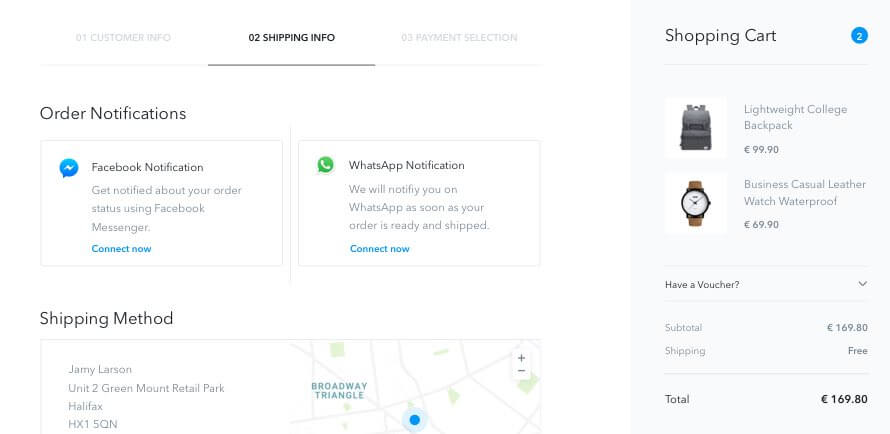 01 CUSTOMER INFO
02 SHIPPING INFO
03 PAYMENT SELECTION
Order Notifications
Facebook Notification
Get notified about your order
status using Facebook
Messenger.
Connect now
WhatsApp Notification
We will notifiy you on
WhatsApp as soon as your
order is ready and shipped.
Connect now
Shipping Method
Jamy Larson
Unit 2 Green Mount Retail Park
Halifax
HX1 5QN
BROADWAY
TRIANGLE
+
−
Shopping Cart
2
Lightweight College
Backpack
€ 99.90
Business Casual Leather
Watch Waterproof
€ 69.90
Have a Voucher?
Subtotal € 169.80
Shipping Free
Total € 169.80